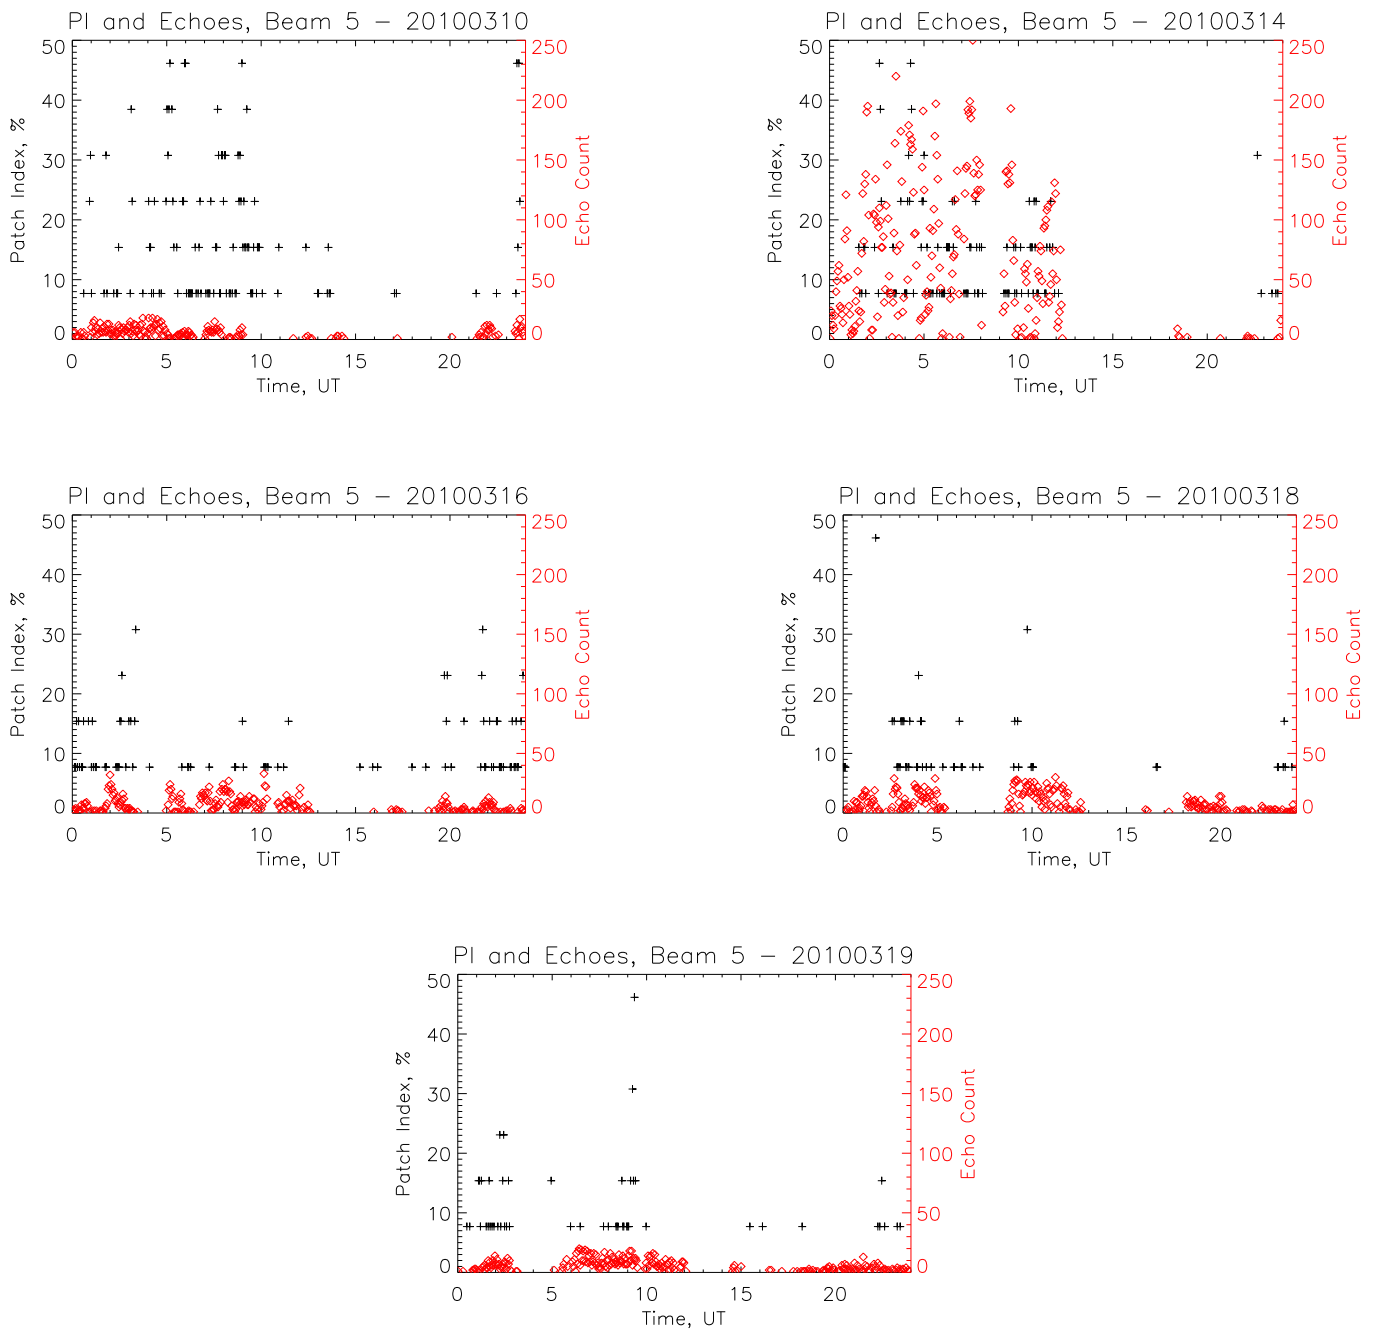 PI and Echoes, Beam 5 - 20100310
50
40
30
20
10
0
Patch Index, %
250
200
150
100
50
0
Echo Count
0 5 10 15 20
Time, UT
PI and Echoes, Beam 5 - 20100314
50
40
30
20
10
0
Patch Index, %
250
200
150
100
50
0
Echo Count
0 5 10 15 20
Time, UT
PI and Echoes, Beam 5 - 20100316
50
40
30
20
10
0
Patch Index, %
250
200
150
100
50
0
Echo Count
0 5 10 15 20
Time, UT
PI and Echoes, Beam 5 - 20100318
50
40
30
20
10
0
Patch Index, %
250
200
150
100
50
0
Echo Count
0 5 10 15 20
Time, UT
PI and Echoes, Beam 5 - 20100319
50
40
30
20
10
0
Patch Index, %
250
200
150
100
50
0
Echo Count
0 5 10 15 20
Time, UT